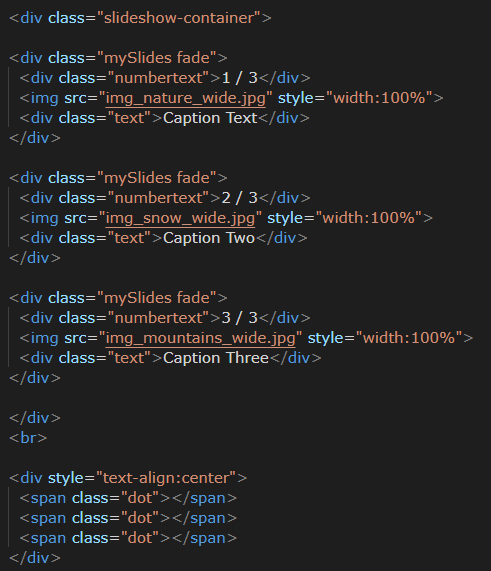 <div class="slideshow-container">

<div class="mySlides fade">
  <div class="numbertext">1 / 3</div>
  <img src="img_nature_wide.jpg" style="width:100%">
  <div class="text">Caption Text</div>
</div>

<div class="mySlides fade">
  <div class="numbertext">2 / 3</div>
  <img src="img_snow_wide.jpg" style="width:100%">
  <div class="text">Caption Two</div>
</div>

<div class="mySlides fade">
  <div class="numbertext">3 / 3</div>
  <img src="img_mountains_wide.jpg" style="width:100%">
  <div class="text">Caption Three</div>
</div>

</div>
<br>

<div style="text-align:center">
  <span class="dot"></span>
  <span class="dot"></span>
  <span class="dot"></span>
</div>